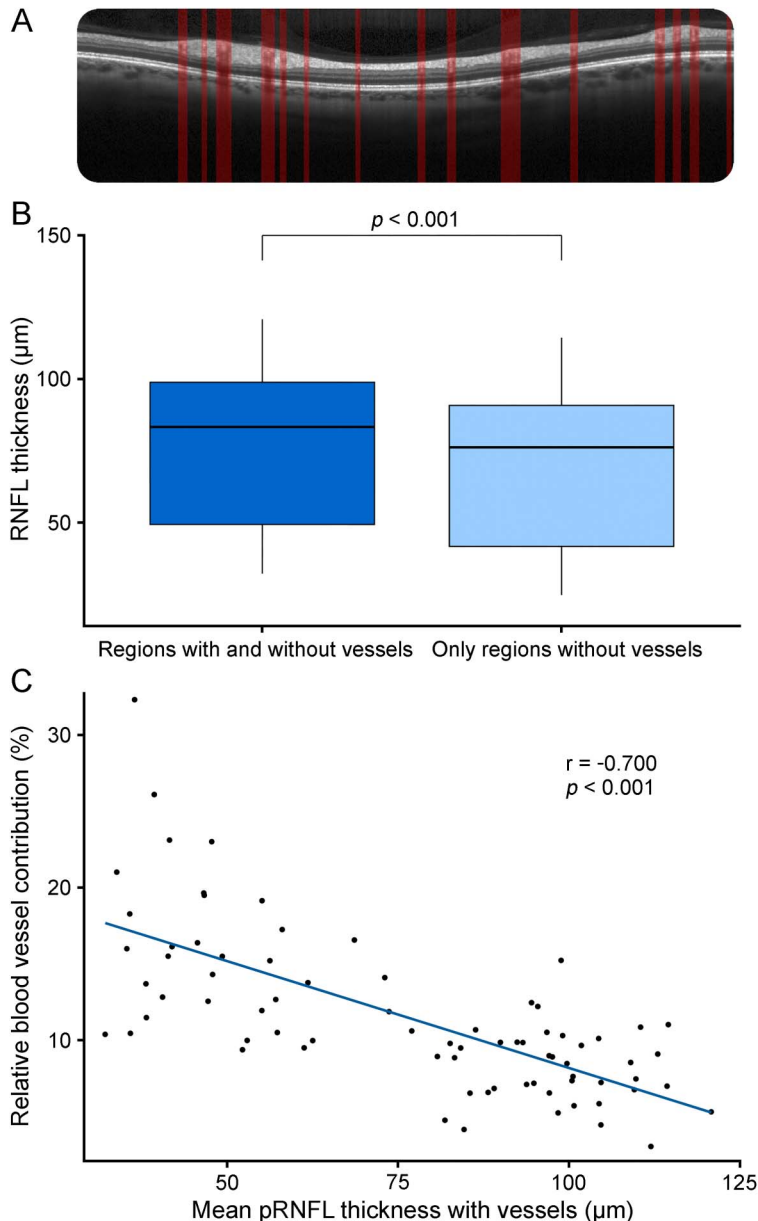 A
B
p < 0.001
150
100
50
RNFL thickness (µm)
Regions with and without vessels
Only regions without vessels
C
30
20
10
Relative blood vessel contribution (%)
r = -0.700
p < 0.001
50
75
100
125
Mean pRNFL thickness with vessels (µm)